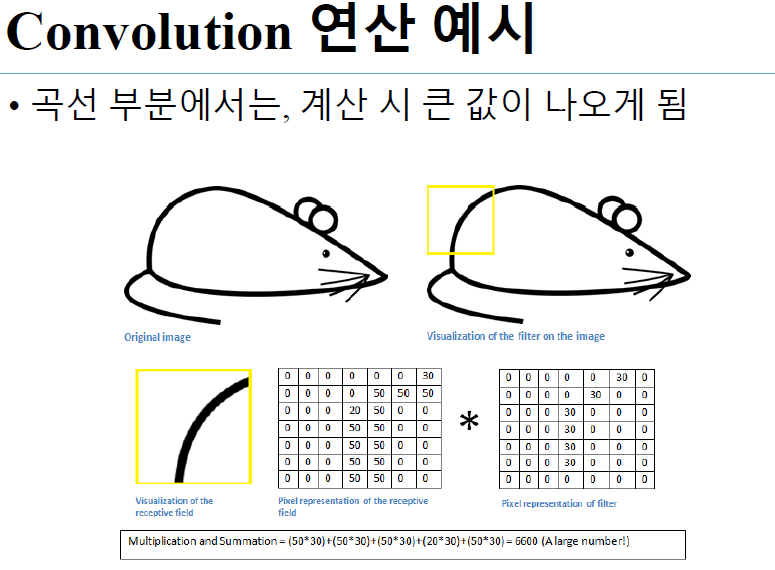 Convolution 연산 예시
• 곡선 부분에서는, 계산 시 큰 값이 나오게 됨
Original image
Visualization of the filter on the image
0 0 0 0 0 0 30
0 0 0 0 50 50 50
0 0 0 20 50 0 0
0 0 0 50 50 0 0
0 0 0 50 50 0 0
0 0 0 50 50 0 0
0 0 0 50 50 0 0
*
0 0 0 0 0 30 0
0 0 0 0 30 0 0
0 0 0 30 0 0 0
0 0 0 30 0 0 0
0 0 0 30 0 0 0
0 0 0 30 0 0 0
0 0 0 0 0 0 0
Visualization of the
receptive field
Pixel representation of the receptive
field
Pixel representation of filter
Multiplication and Summation = (50*30)+(50*30)+(50*30)+(20*30)+(50*30) = 6600 (A large number!)